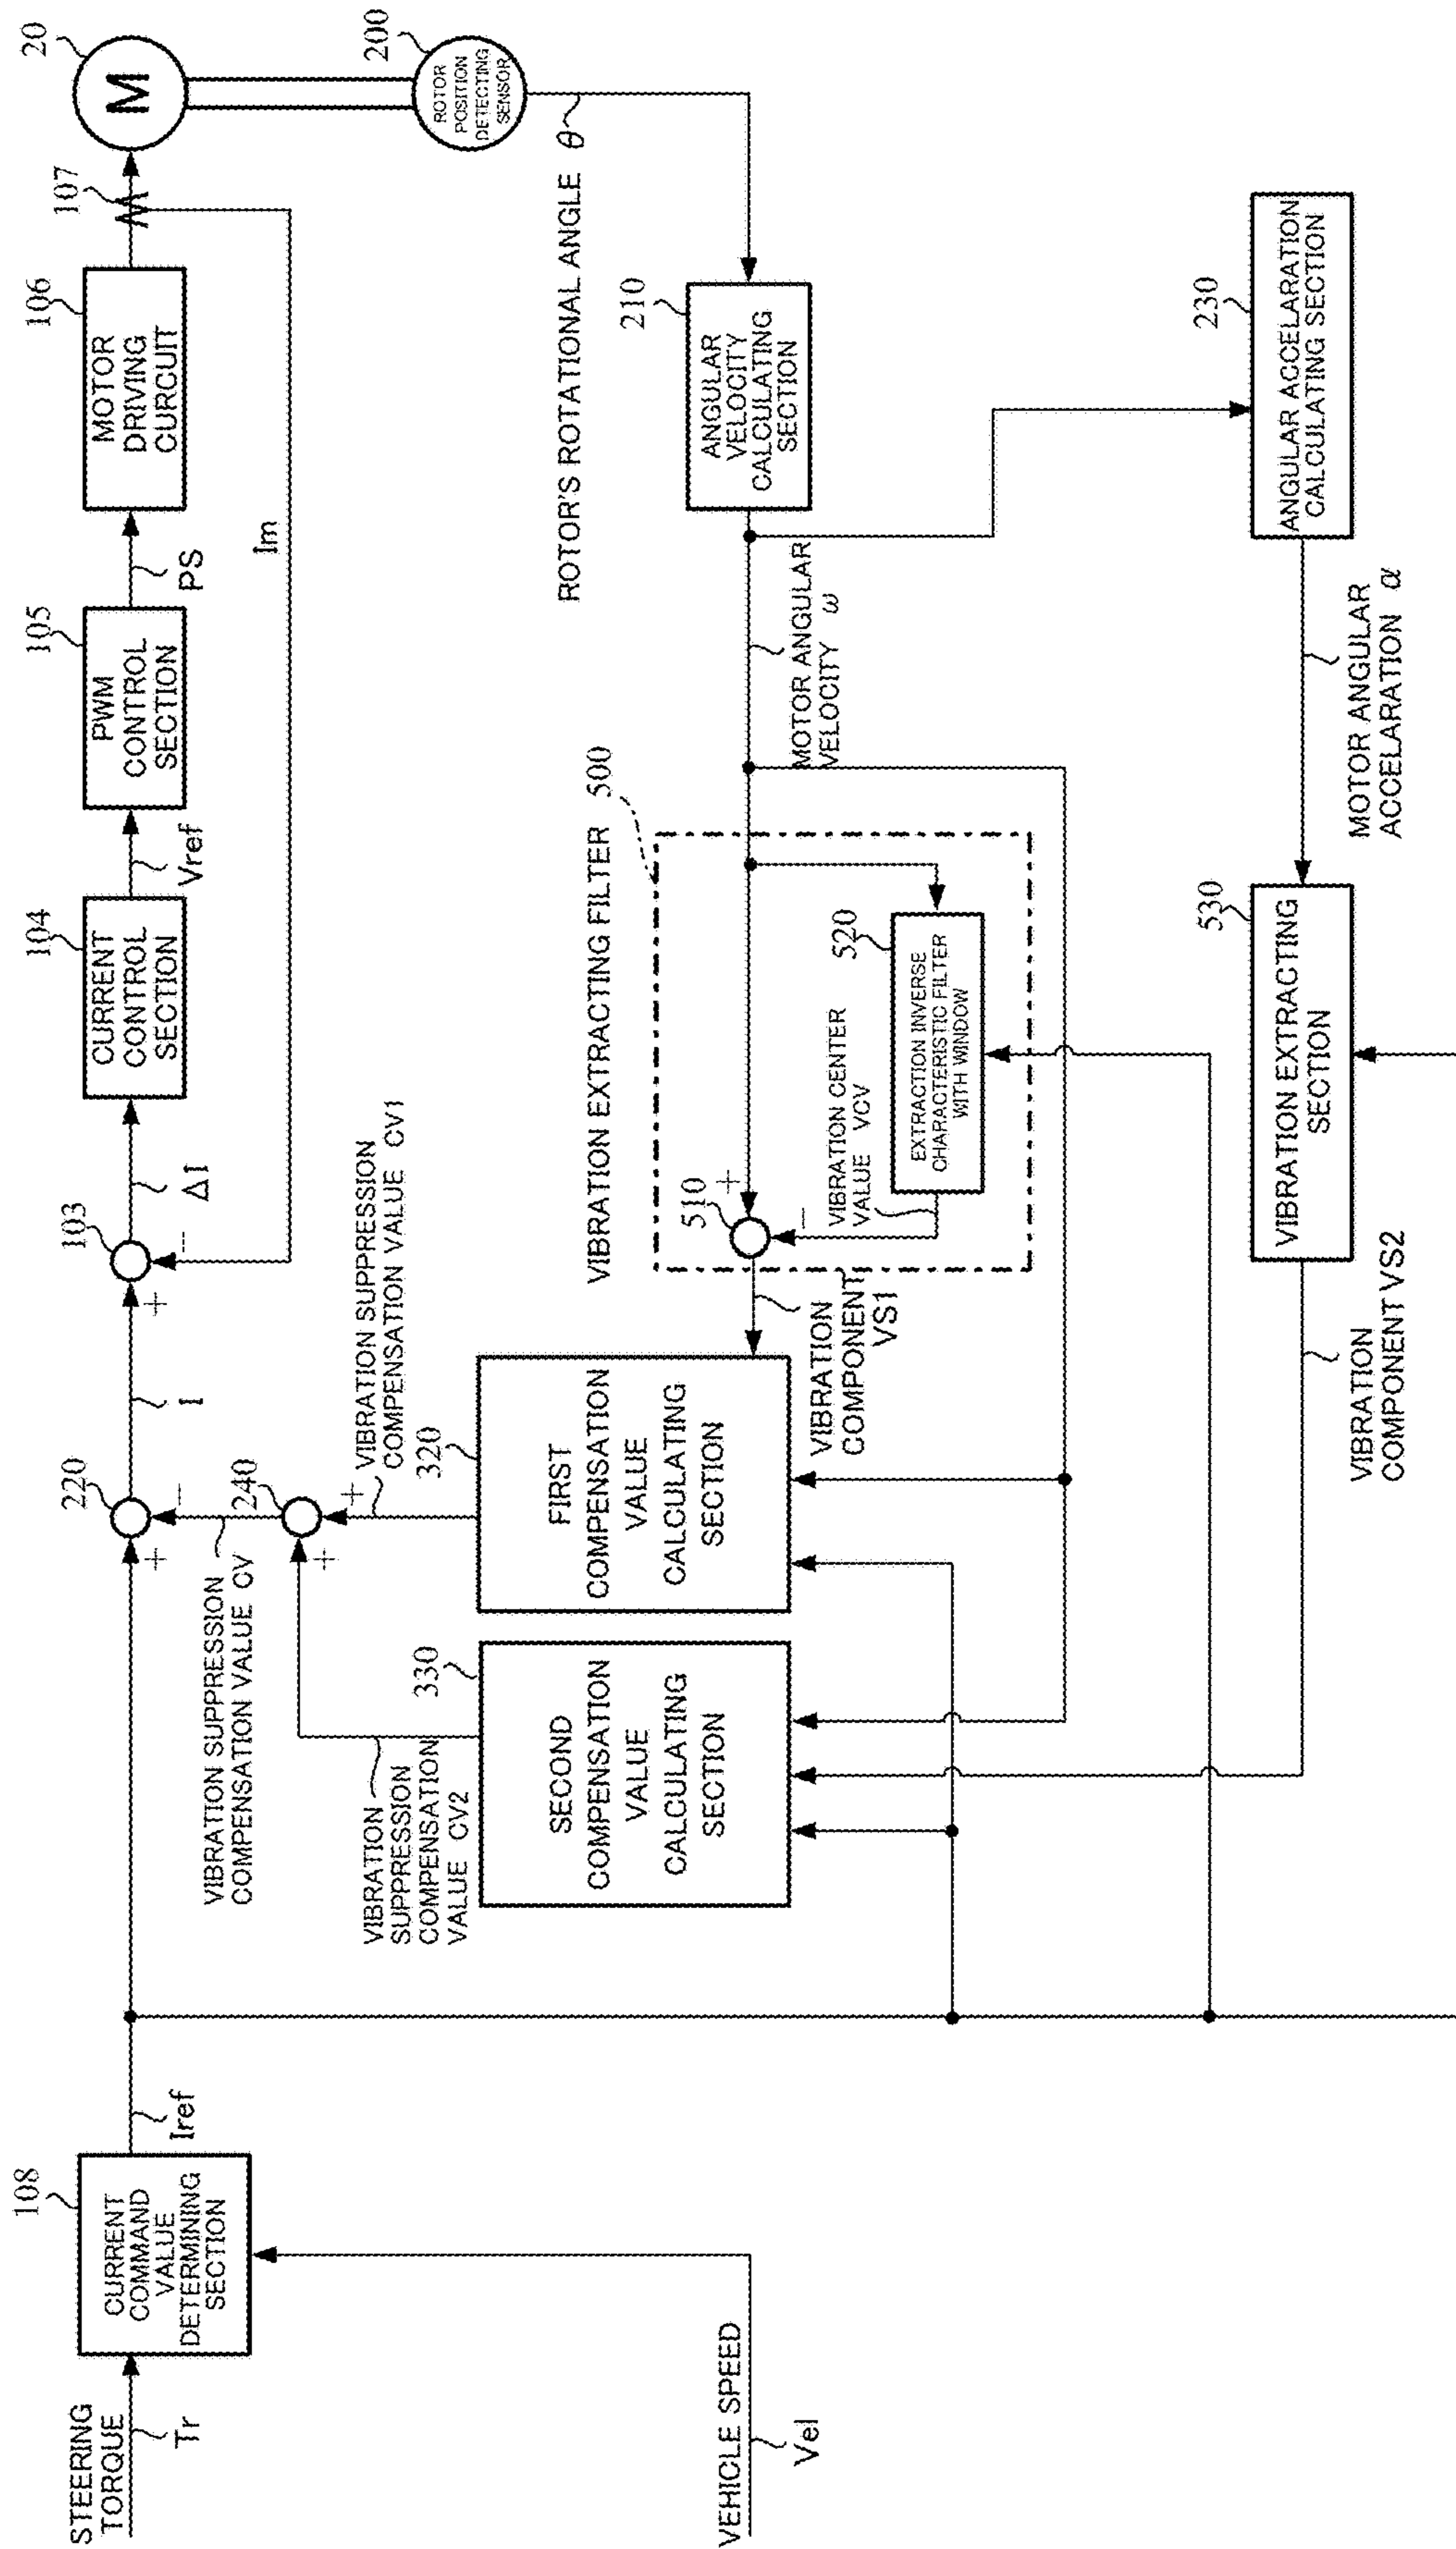 STEERING
TORQUE
Tr
VEHICLE SPEED
Vel
108
CURRENT
COMMAND
VALUE
DETERMINING
SECTION
Iref
220
+
−
I
VIBRATION SUPPRESSION
COMPENSATION VALUE CV
240
+
+
103
+
−
ΔI
104
CURRENT
CONTROL
SECTION
Vref
105
PWM
CONTROL
SECTION
PS
106
MOTOR
DRIVING
CURCUIT
107
Im
20
M
200
ROTOR
POSITION
DETECTING
SENSOR
ROTOR'S ROTATIONAL ANGLE θ
VIBRATION
SUPPRESSION
COMPENSATION
VALUE CV2
330
SECOND
COMPENSATION
VALUE
CALCULATING
SECTION
VIBRATION SUPPRESSION
COMPENSATION VALUE CV1
320
FIRST
COMPENSATION
VALUE
CALCULATING
SECTION
VIBRATION
COMPONENT
VS1
VIBRATION EXTRACTING FILTER 500
510
+
−
VIBRATION CENTER
VALUE VCV
520
EXTRACTION INVERSE
CHARACTERISTIC FILTER
WITH WINDOW
MOTOR ANGULAR
VELOCITY ω
210
ANGULAR
VELOCITY
CALCULATING
SECTION
230
ANGULAR ACCELARATION
CALCULATING SECTION
MOTOR ANGULAR
ACCELARATION α
530
VIBRATION EXTRACTING
SECTION
VIBRATION
COMPONENT VS2